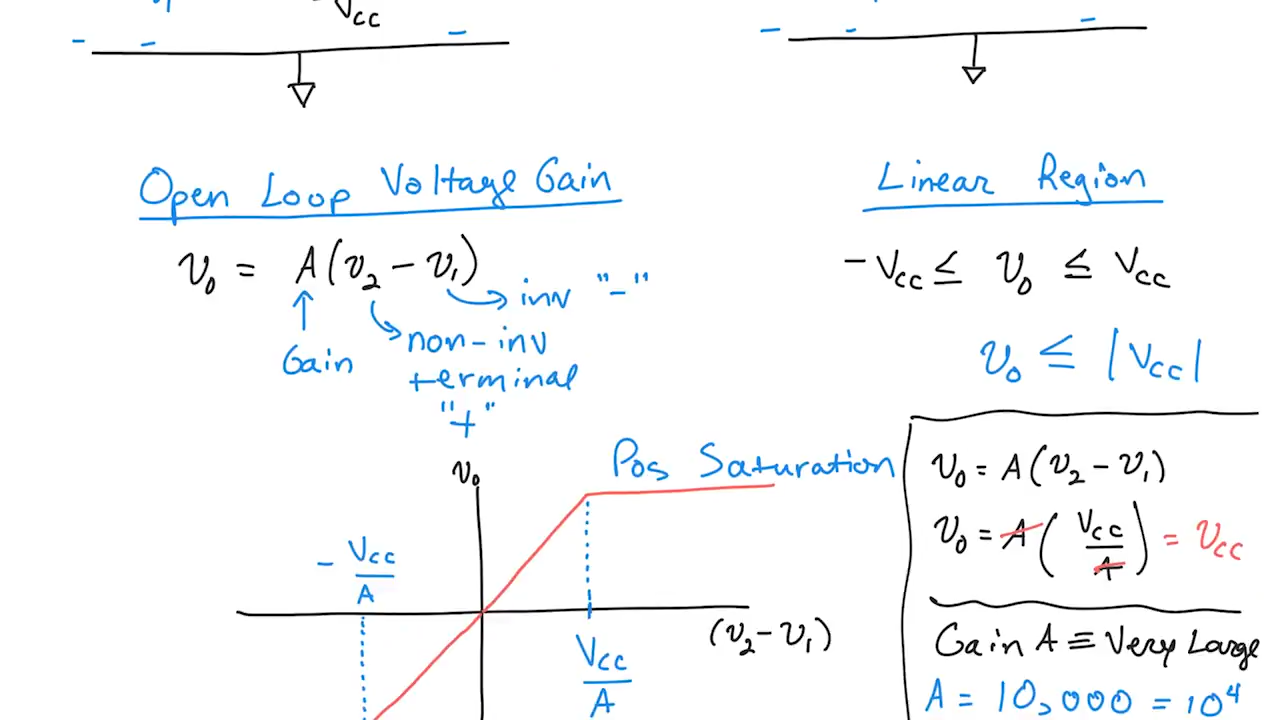 Vcc
Open Loop Voltage Gain
v₀ = A(v₂ − v₁)
inv "-"
Gain
non-inv
terminal
"+"
Linear Region
-Vcc ≤ v₀ ≤ Vcc
v₀ ≤ |Vcc|
v₀
Pos Saturation
- Vcc/A
Vcc/A
(v₂ − v₁)
v₀ = A(v₂ − v₁)
v₀ = A(Vcc/A) = Vcc
Gain A ≡ Very Large
A = 10,000 = 10⁴